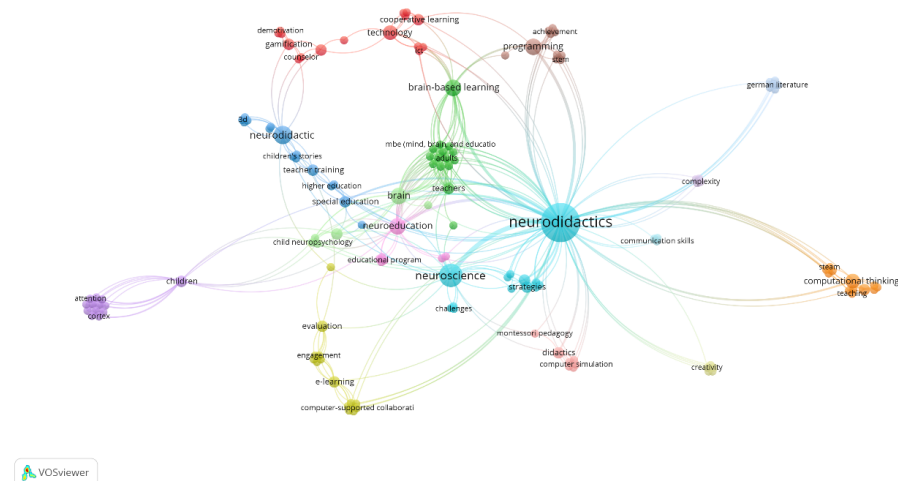 cooperative learning
demotivation
technology
achievement
gamification
programming
ict
counselor
stem
brain-based learning
german literature
3d
neurodidactic
mbe (mind, brain, and educatio
children's stories
adults
teacher training
complexity
higher education
teachers
brain
special education
neurodidactics
neuroeducation
child neuropsychology
communication skills
educational program
steam
neuroscience
children
computational thinking
strategies
teaching
attention
challenges
cortex
evaluation
montessori pedagogy
didactics
engagement
computer simulation
creativity
e-learning
computer-supported collaborati
VOSviewer